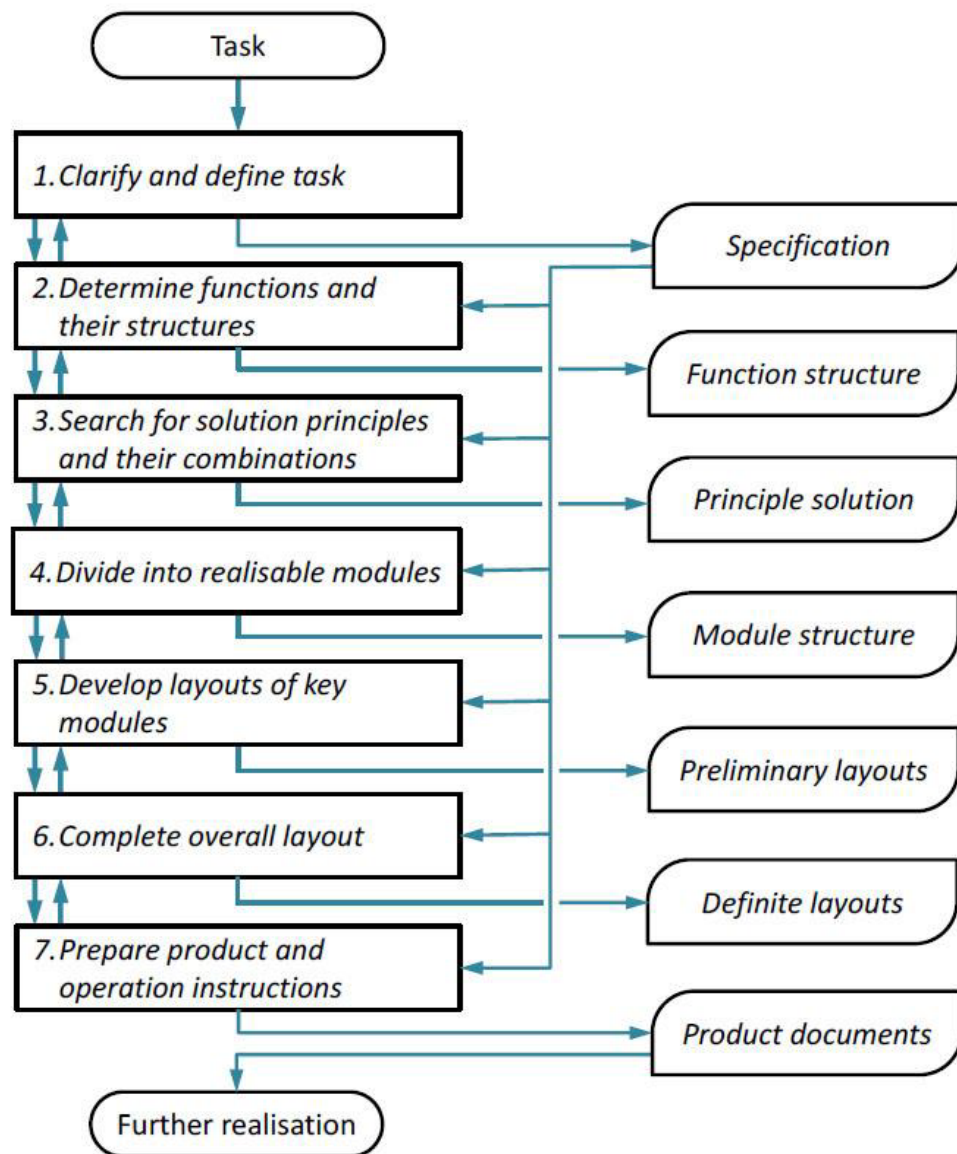 Task
1. Clarify and define task
Specification
2. Determine functions and
their structures
Function structure
3. Search for solution principles
and their combinations
Principle solution
4. Divide into realisable modules
Module structure
5. Develop layouts of key
modules
Preliminary layouts
6. Complete overall layout
Definite layouts
7. Prepare product and
operation instructions
Product documents
Further realisation